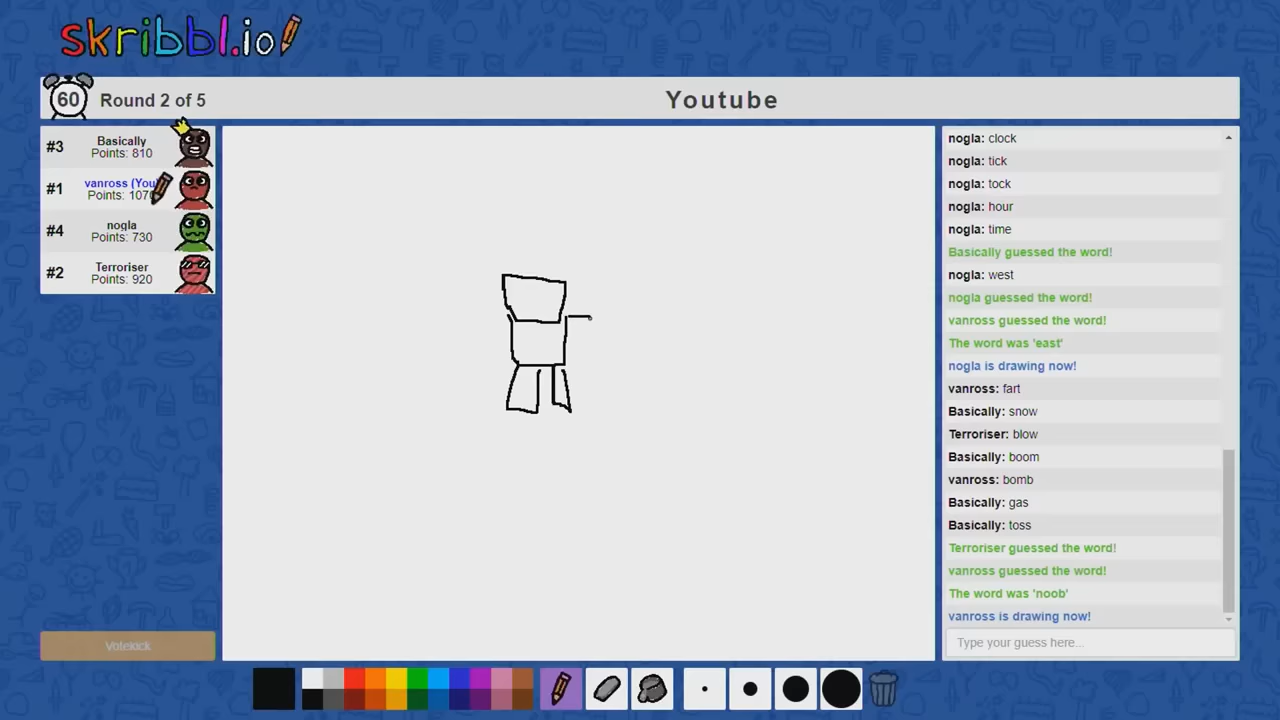 skribbl.io
60
Round 2 of 5
Youtube
#3
Basically
Points: 810
#1
vanross (You)
Points: 1070
#4
nogla
Points: 730
#2
Terroriser
Points: 920
Votekick
nogla: clock
nogla: tick
nogla: tock
nogla: hour
nogla: time
Basically guessed the word!
nogla: west
nogla guessed the word!
vanross guessed the word!
The word was 'east'
nogla is drawing now!
vanross: fart
Basically: snow
Terroriser: blow
Basically: boom
vanross: bomb
Basically: gas
Basically: toss
Terroriser guessed the word!
vanross guessed the word!
The word was 'noob'
vanross is drawing now!
Type your guess here...